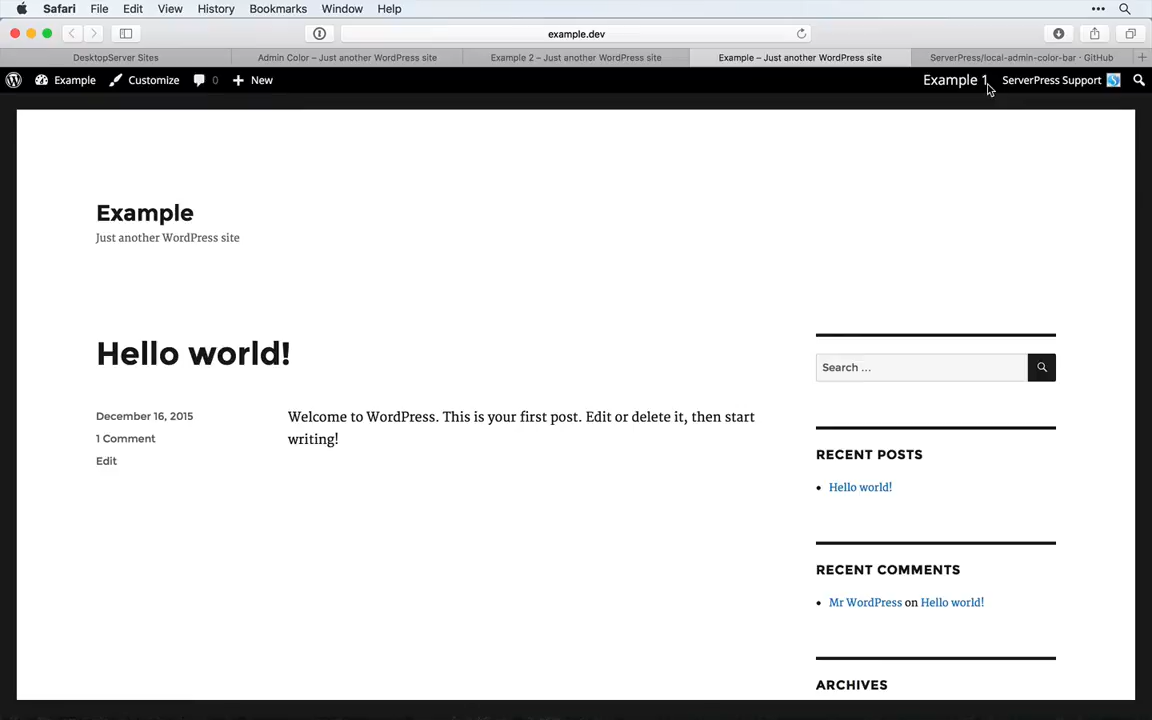 Safari File Edit View History Bookmarks Window Help
example.dev
DesktopServer Sites
Admin Color – Just another WordPress site
Example 2 – Just another WordPress site
Example – Just another WordPress site
ServerPress/local-admin-color-bar · GitHub
Example Customize 0 New Example 1 ServerPress Support
Example
Just another WordPress site
Hello world!
December 16, 2015
1 Comment
Edit
Welcome to WordPress. This is your first post. Edit or delete it, then start
writing!
Search ...
RECENT POSTS
Hello world!
RECENT COMMENTS
Mr WordPress on Hello world!
ARCHIVES